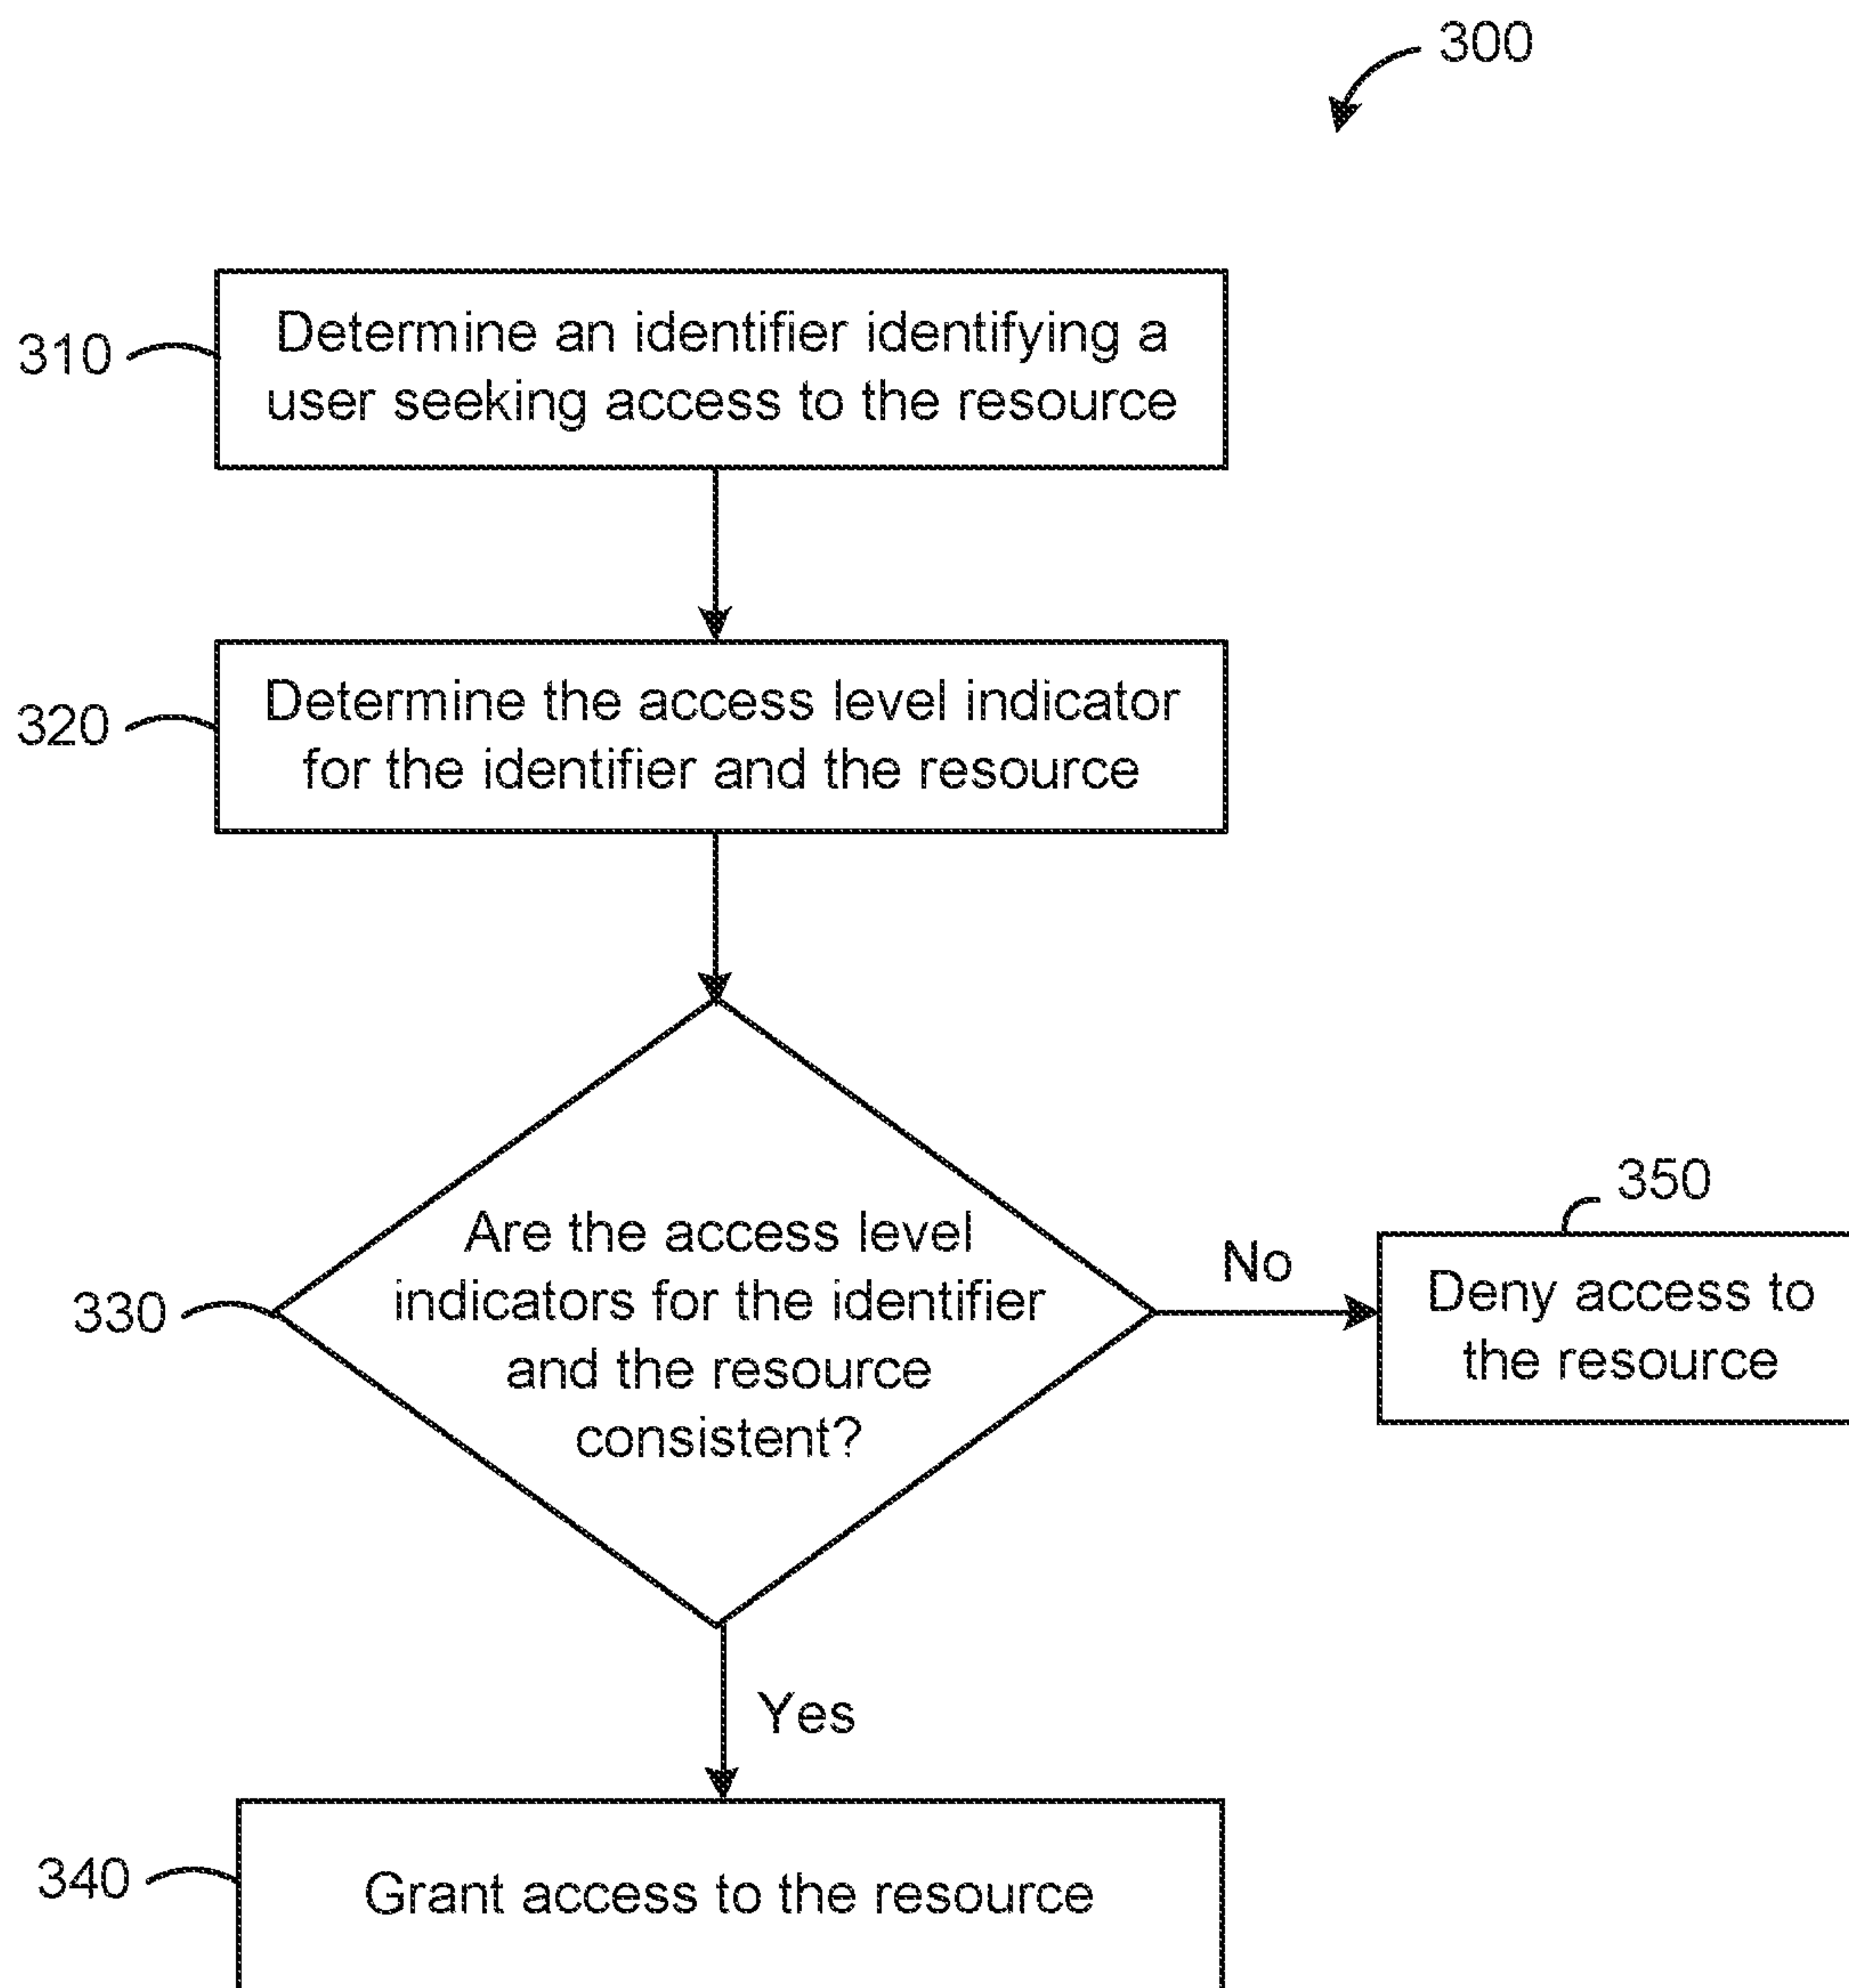 300
310
Determine an identifier identifying a
user seeking access to the resource
320
Determine the access level indicator
for the identifier and the resource
330
Are the access level
indicators for the identifier
and the resource
consistent?
No
350
Deny access to
the resource
Yes
340
Grant access to the resource